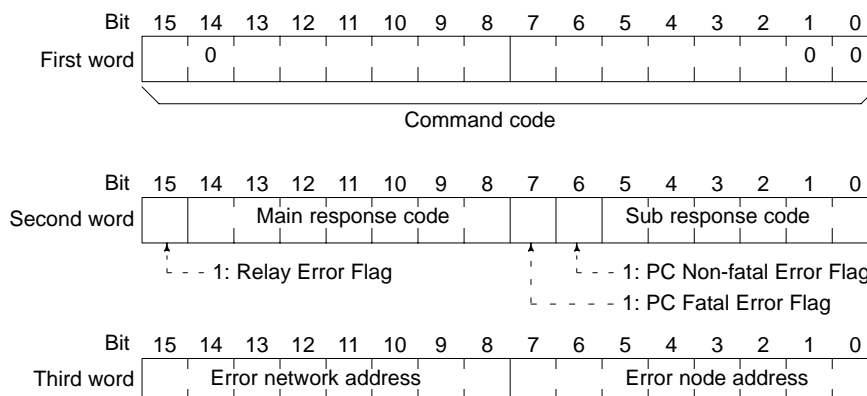 Bit 15 14 13 12 11 10 9 8 7 6 5 4 3 2 1 0
First word 0 0 0
Command code
Bit 15 14 13 12 11 10 9 8 7 6 5 4 3 2 1 0
Second word Main response code Sub response code
1: Relay Error Flag 1: PC Non-fatal Error Flag
1: PC Fatal Error Flag
Bit 15 14 13 12 11 10 9 8 7 6 5 4 3 2 1 0
Third word Error network address Error node address